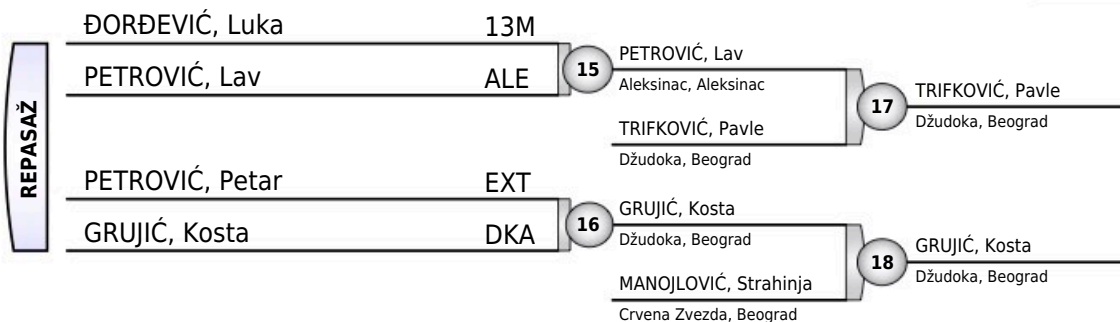 REPASAŽ
ĐORĐEVIĆ, Luka 13M
PETROVIĆ, Lav ALE
15
PETROVIĆ, Lav
Aleksinac, Aleksinac
TRIFKOVIĆ, Pavle
Džudoka, Beograd
17
TRIFKOVIĆ, Pavle
Džudoka, Beograd
PETROVIĆ, Petar EXT
GRUJIĆ, Kosta DKA
16
GRUJIĆ, Kosta
Džudoka, Beograd
MANOJLOVIĆ, Strahinja
Crvena Zvezda, Beograd
18
GRUJIĆ, Kosta
Džudoka, Beograd